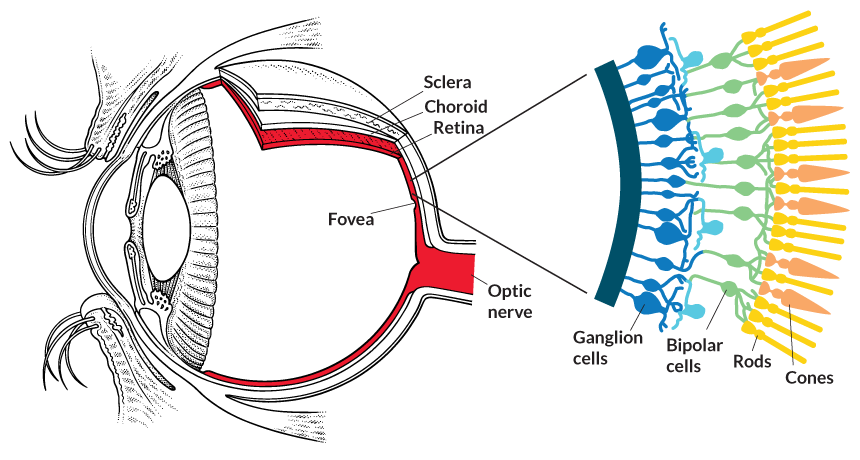 Sclera
Choroid
Retina
Fovea
Optic
nerve
Ganglion
cells
Bipolar
cells
Rods
Cones